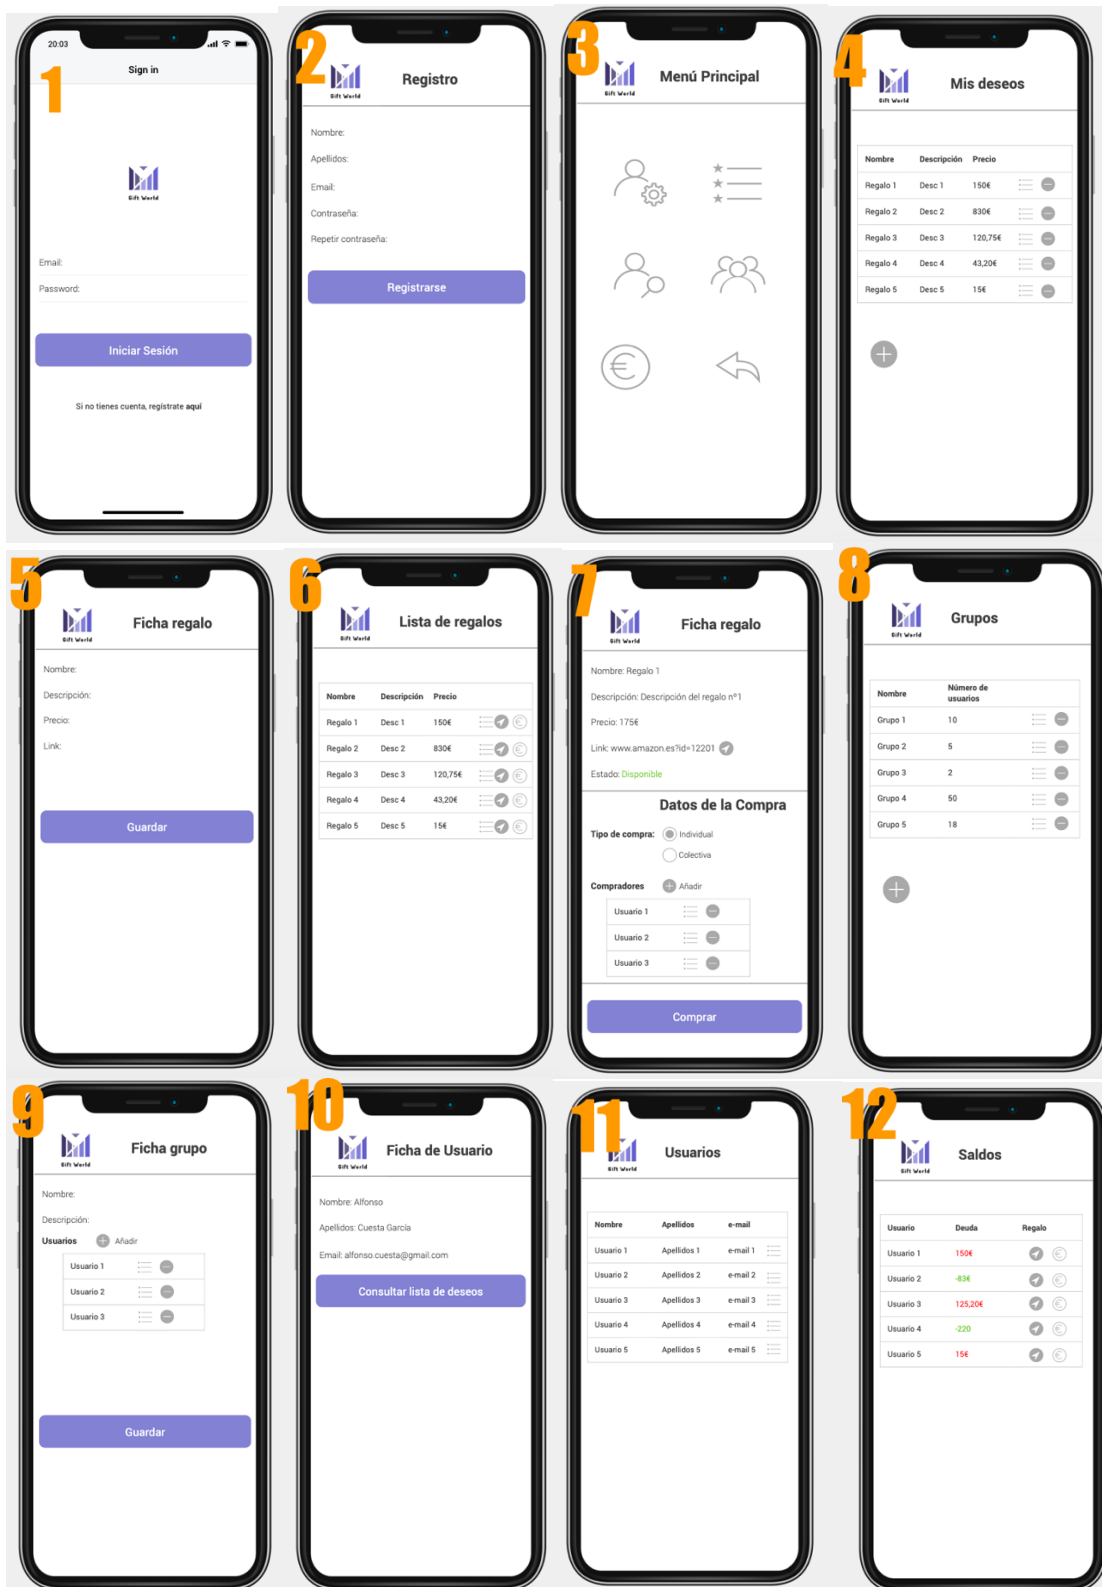 1
20:03
Sign in
Gift World
Email:
Password:
Iniciar Sesión
Si no tienes cuenta, regístrate aquí
2
Gift World
Registro
Nombre:
Apellidos:
Email:
Contraseña:
Repetir contraseña:
Registrarse
3
Gift World
Menú Principal
€
4
Gift World
Mis deseos
Nombre Descripción Precio
Regalo 1 Desc 1 150€
Regalo 2 Desc 2 830€
Regalo 3 Desc 3 120,75€
Regalo 4 Desc 4 43,20€
Regalo 5 Desc 5 15€
5
Gift World
Ficha regalo
Nombre:
Descripción:
Precio:
Link:
Guardar
6
Gift World
Lista de regalos
Nombre Descripción Precio
Regalo 1 Desc 1 150€ €
Regalo 2 Desc 2 830€ €
Regalo 3 Desc 3 120,75€ €
Regalo 4 Desc 4 43,20€ €
Regalo 5 Desc 5 15€ €
7
Gift World
Ficha regalo
Nombre: Regalo 1
Descripción: Descripción del regalo nº1
Precio: 175€
Link: www.amazon.es?id=12201
Estado: Disponible
Datos de la Compra
Tipo de compra: Individual
Colectiva
Compradores Añadir
Usuario 1
Usuario 2
Usuario 3
Comprar
8
Gift World
Grupos
Nombre Número de
usuarios
Grupo 1 10
Grupo 2 5
Grupo 3 2
Grupo 4 50
Grupo 5 18
9
Gift World
Ficha grupo
Nombre:
Descripción:
Usuarios Añadir
Usuario 1
Usuario 2
Usuario 3
Guardar
10
Gift World
Ficha de Usuario
Nombre: Alfonso
Apellidos: Cuesta García
Email: alfonso.cuesta@gmail.com
Consultar lista de deseos
11
Gift World
Usuarios
Nombre Apellidos e-mail
Usuario 1 Apellidos 1 e-mail 1
Usuario 2 Apellidos 2 e-mail 2
Usuario 3 Apellidos 3 e-mail 3
Usuario 4 Apellidos 4 e-mail 4
Usuario 5 Apellidos 5 e-mail 5
12
Gift World
Saldos
Usuario Deuda Regalo
Usuario 1 150€ €
Usuario 2 -83€ €
Usuario 3 125,20€ €
Usuario 4 -220 €
Usuario 5 15€ €